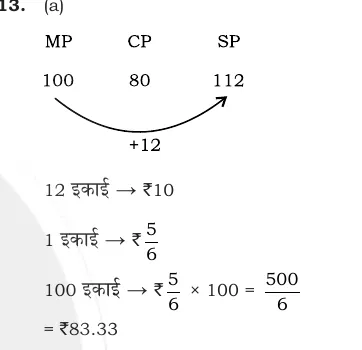 13. (a)
MP CP SP
100 80 112
+12
12 इकाई → ₹10
1 इकाई → ₹ 5/6
100 इकाई → ₹ 5/6 × 100 = 500/6
= ₹83.33